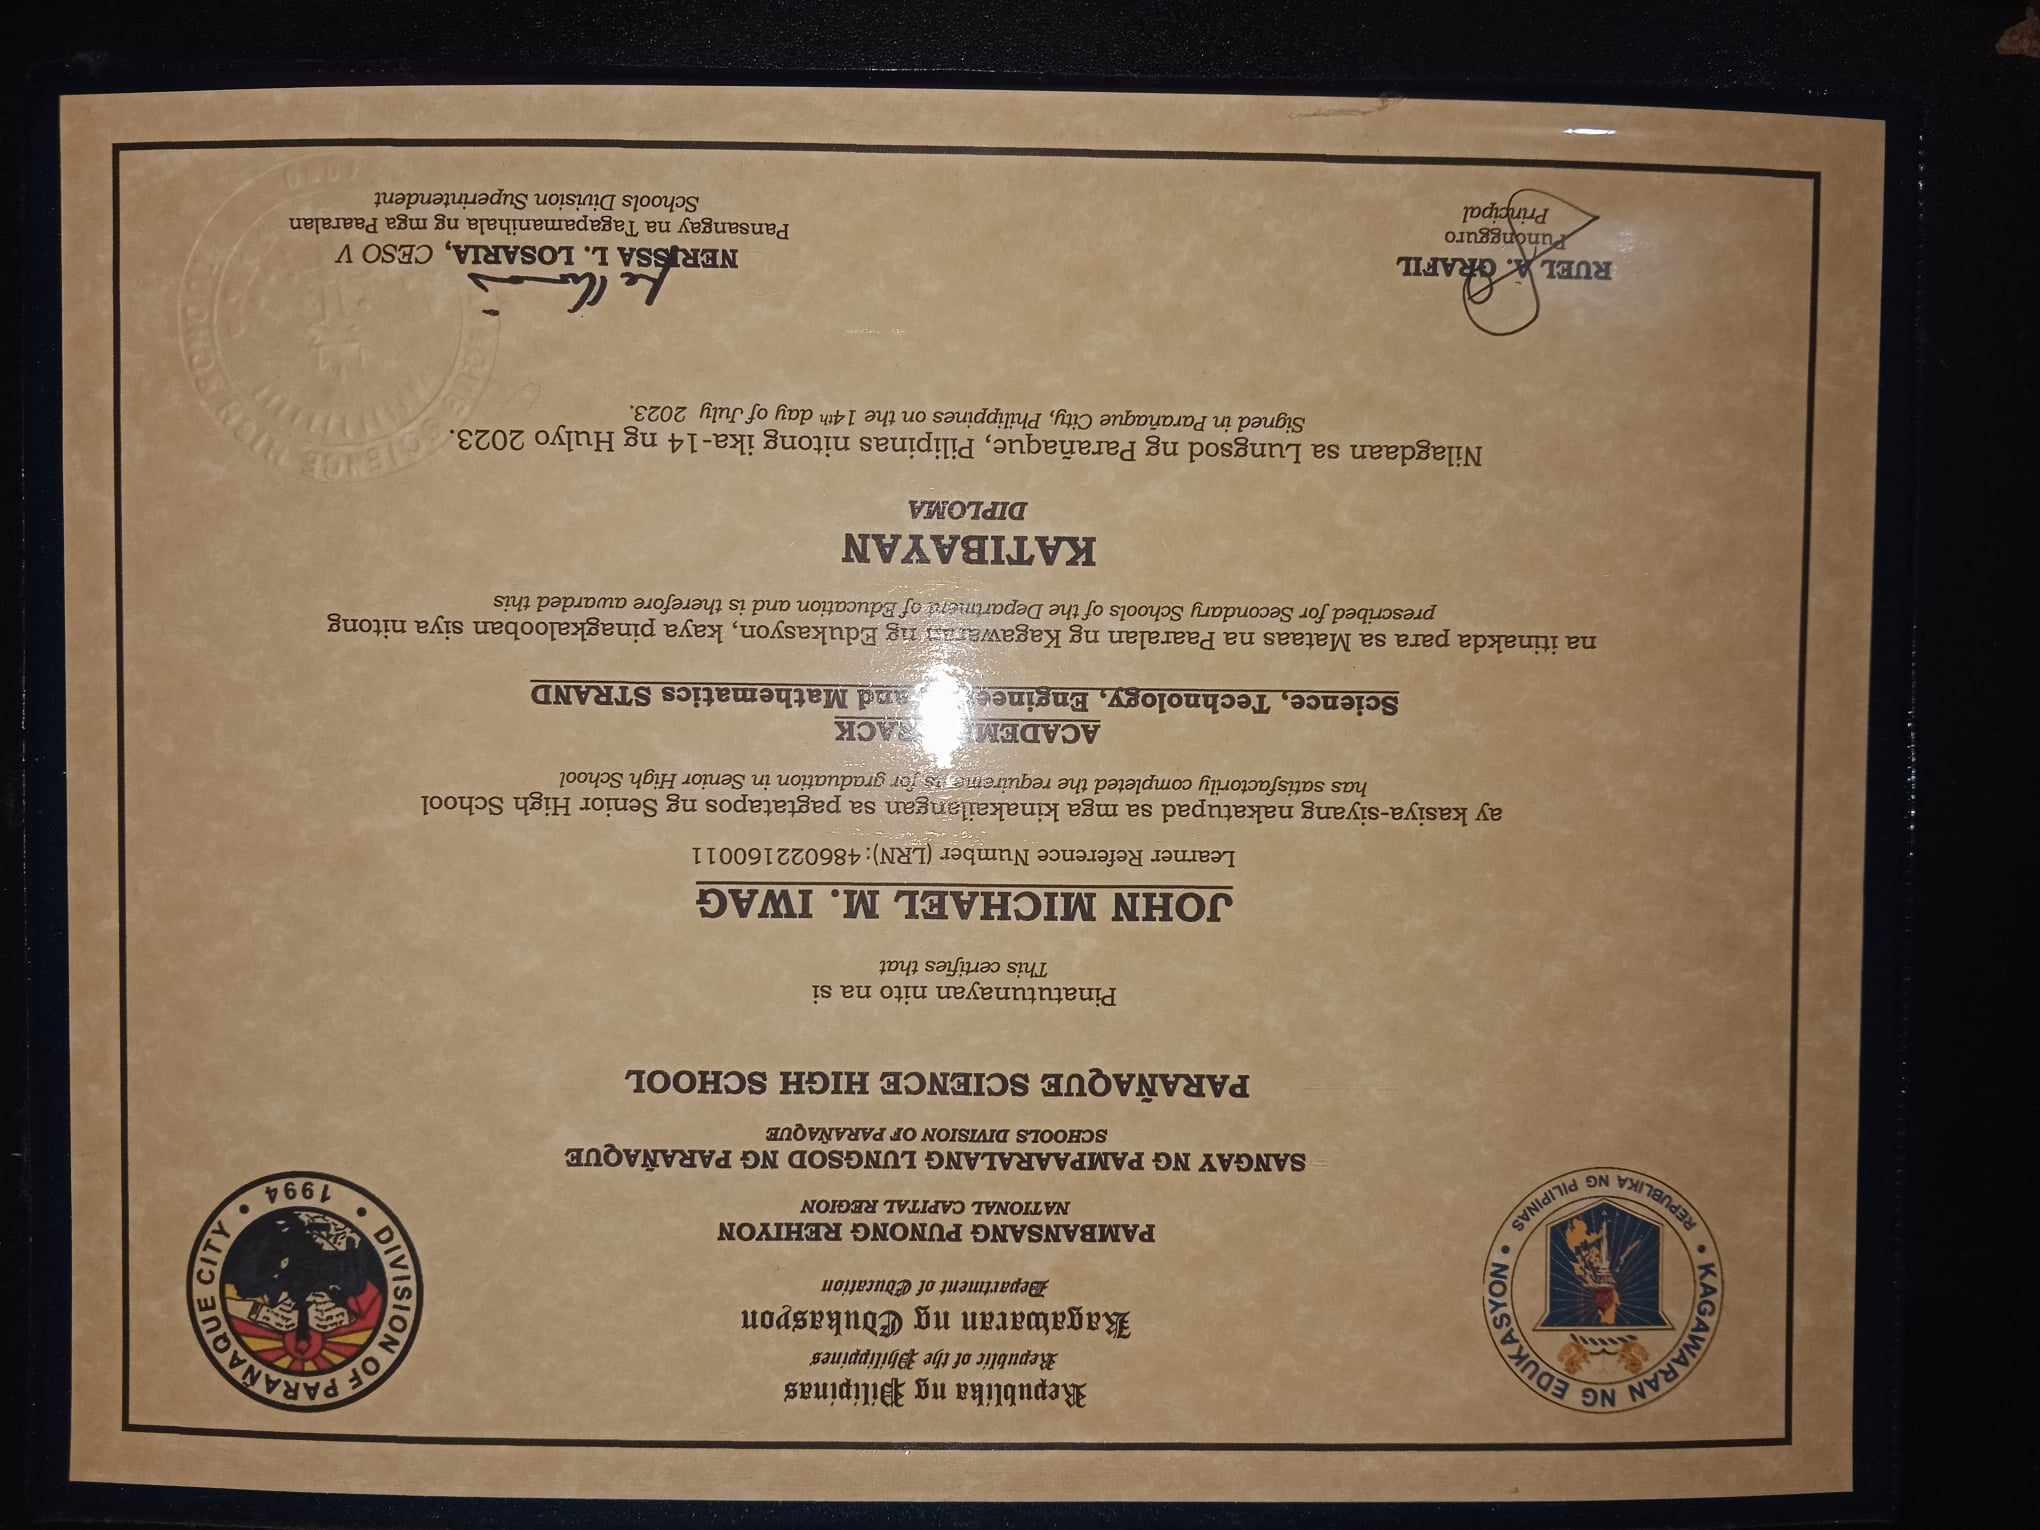 Republika ng Pilipinas
Republic of the Philippines
Kagawaran ng Edukasyon
Department of Education
PAMBANSANG PUNONG REHIYON
NATIONAL CAPITAL REGION
SANGAY NG PAMPAARALANG LUNGSOD NG PARAÑAQUE
SCHOOLS DIVISION OF PARAÑAQUE
KAGAWARAN NG EDUKASYON
REPUBLIKA NG PILIPINAS
DIVISION OF PARAÑAQUE CITY
1994
PARAÑAQUE SCIENCE HIGH SCHOOL
Pinatutunayan nito na si
This certifies that
JOHN MICHAEL M. IWAG
Learner Reference Number (LRN): 486022160011
ay kasiya-siyang nakatupad sa mga kinakailangan sa pagtatapos ng Senior High School
has satisfactorily completed the requirements for graduation in Senior High School
ACADEMIC TRACK
Science, Technology, Engineering and Mathematics STRAND
na itinakda para sa Mataas na Paaralan ng Kagawaran ng Edukasyon, kaya pinagkalooban siya nitong
prescribed for Secondary Schools of the Department of Education and is therefore awarded this
KATIBAYAN
DIPLOMA
Nilagdaan sa Lungsod ng Parañaque, Pilipinas nitong ika-14 ng Hulyo 2023.
Signed in Parañaque City, Philippines on the 14th day of July 2023.
RUEL A. GRAFIL
Punongguro
Principal
NERISSA L. LOSARIA, CESO V
Pansangay na Tagapamanihala ng mga Paaralan
Schools Division Superintendent
SCIENCE HIGH